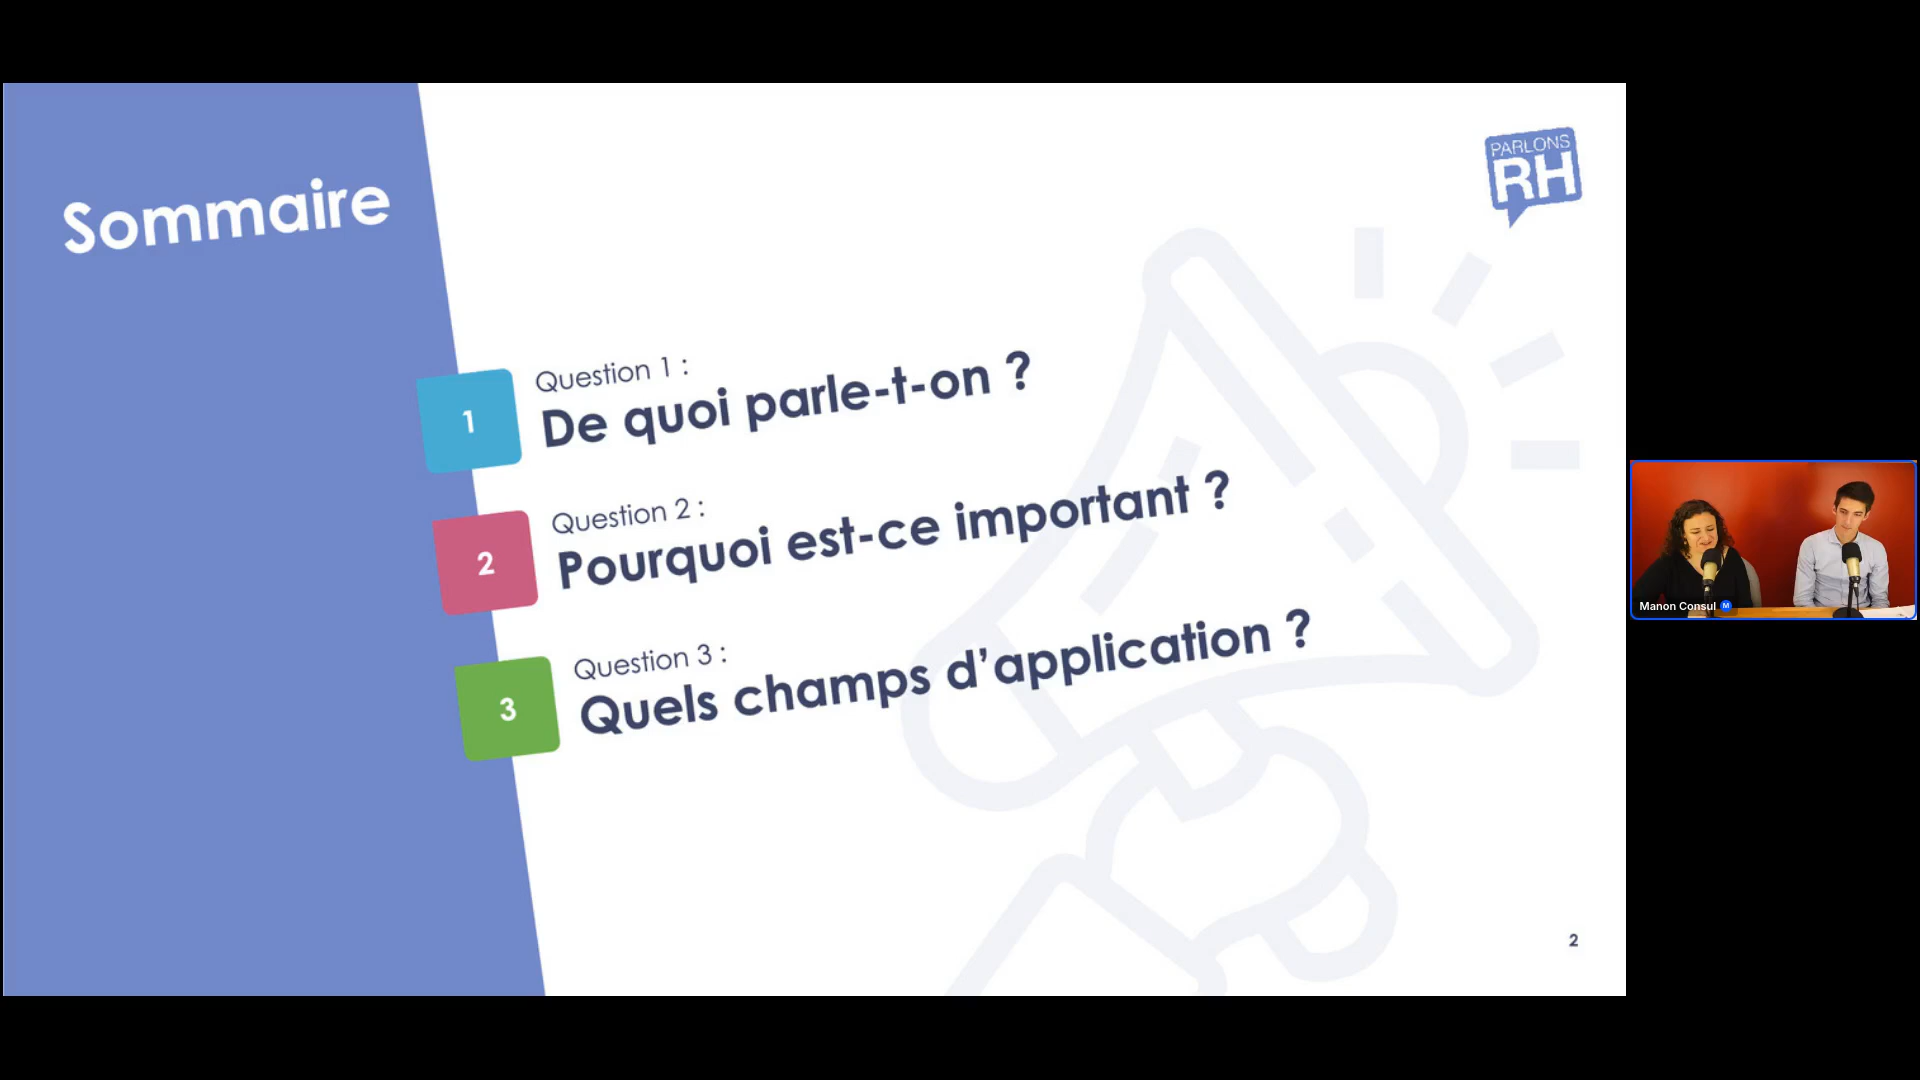 Sommaire
PARLONS
RH
1
Question 1 :
De quoi parle-t-on ?
2
Question 2 :
Pourquoi est-ce important ?
3
Question 3 :
Quels champs d’application ?
Manon Consul M
2